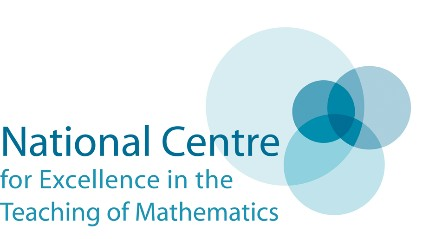 National Centre
for Excellence in the
Teaching of Mathematics